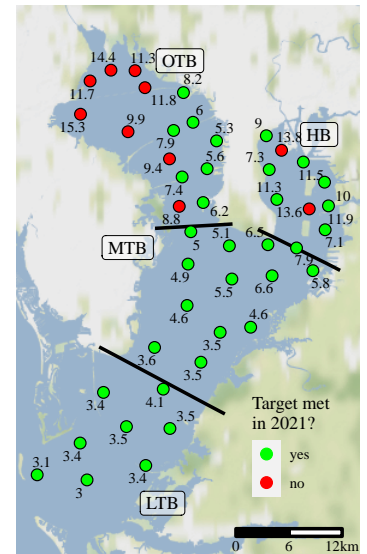 14.4 11.3 OTB
8.2
11.7 11.8
6 9 HB
15.3 9.9 7.9 5.3 13.8
9.4 5.6 7.3 11.5
7.4 11.3 10
8.8 6.2 13.6 11.9
MTB 5 5.1 6.5 7.1
7.9
4.9 5.5 6.6 5.8
4.6 4.6
3.5
3.6 3.5
3.4 4.1
3.5 3.5
3.4
3.1 3 3.4
LTB
Target met
in 2021?
yes
no
0 6 12km